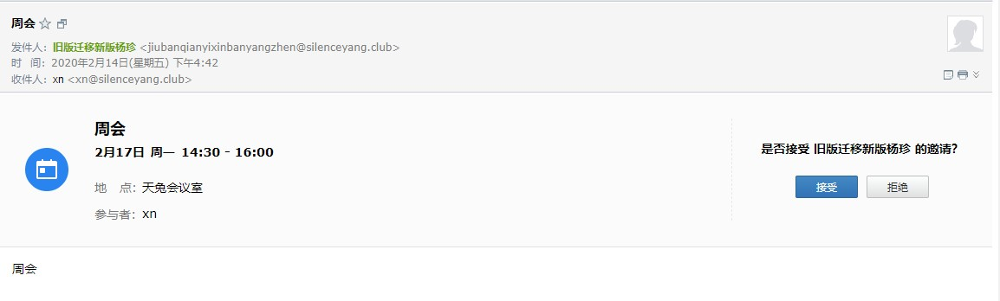 周会
发件人：旧版迁移新版杨珍 <jiubanqianyixinbanyangzhen@silenceyang.club>
时 间：2020年2月14日(星期五) 下午4:42
收件人：xn <xn@silenceyang.club>
周会
2月17日 周一 14:30 - 16:00
地 点：天兔会议室
参与者：xn
是否接受 旧版迁移新版杨珍 的邀请?
接受 拒绝
周会